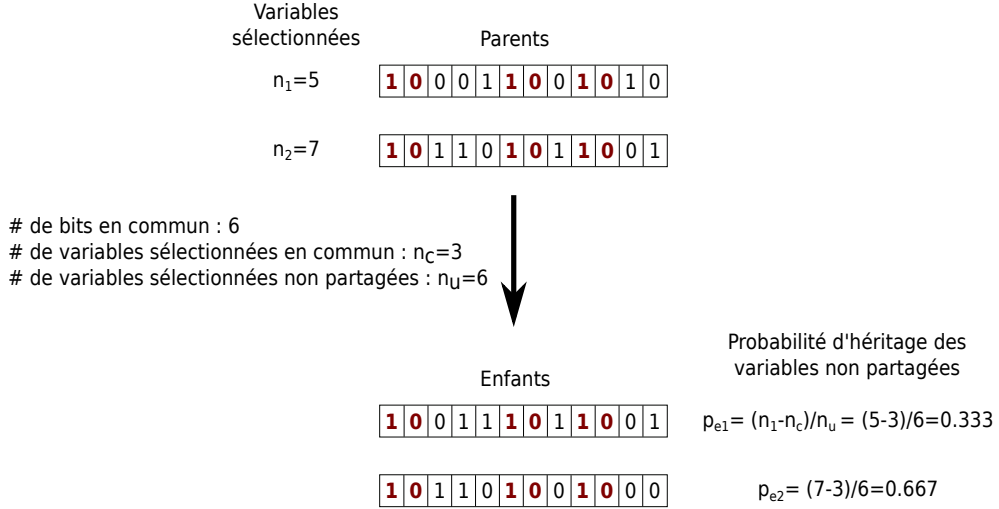 Variables
sélectionnées
Parents
n1=5
1 0 0 0 1 1 0 0 1 0 1 0
n2=7
1 0 1 1 0 1 0 1 1 0 0 1
# de bits en commun : 6
# de variables sélectionnées en commun : nc=3
# de variables sélectionnées non partagées : nu=6
Probabilité d'héritage des
variables non partagées
Enfants
1 0 0 1 1 1 0 1 1 0 0 1
pe1= (n1-nc)/nu = (5-3)/6=0.333
1 0 1 1 0 1 0 0 1 0 0 0
pe2= (7-3)/6=0.667